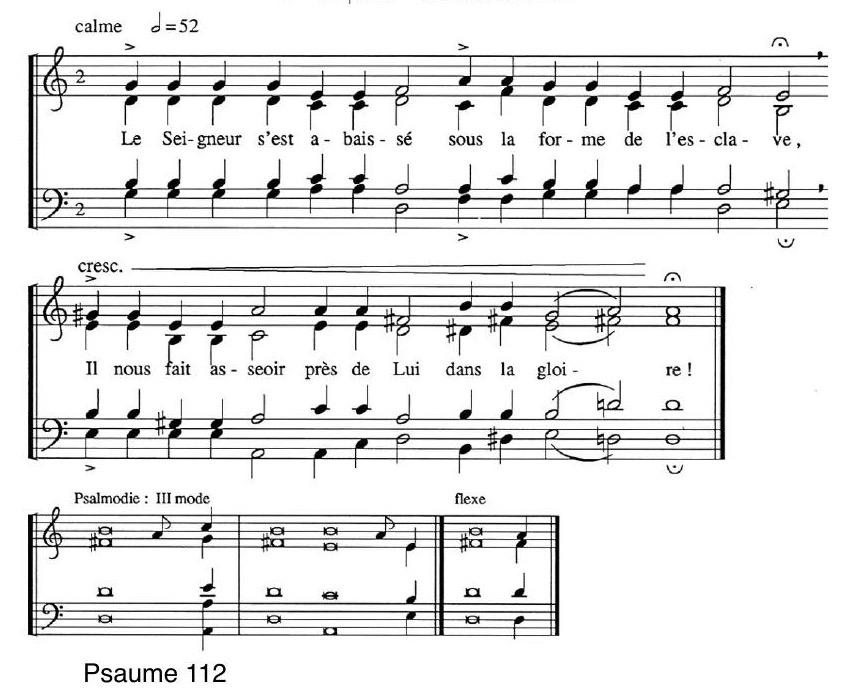 calme 𝅗𝅥=52
Le Sei-gneur s'est a-bais-sé sous la for-me de l'es-cla-ve,
cresc.
Il nous fait as-seoir près de Lui dans la gloi-re !
Psalmodie : III mode flexe
Psaume 112